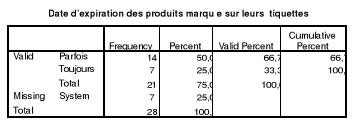 Date d'expiration des produits marqu e sur leurs tiquettes
Frequency Percent Valid Percent Cumulative Percent
Valid Parfois 14 50,0 66,7 66,
Toujours 7 25,0 33,3 100,
Total 21 75,0 100,
Missing System 7 25,0
Total 28 100,